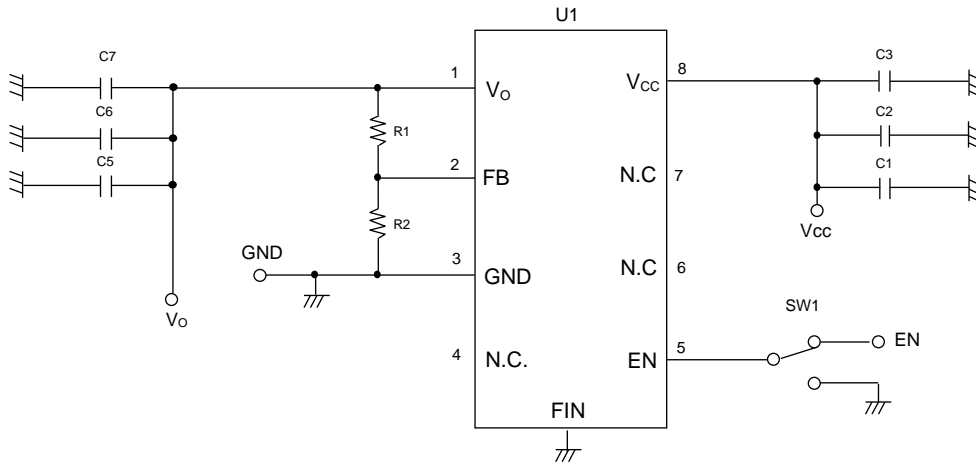 U1
C7
C6
C5
1
VO
R1
2
FB
R2
GND
3
GND
VO
4
N.C.
FIN
8
VCC
C3
C2
C1
Vcc
N.C
7
N.C
6
SW1
5
EN
EN